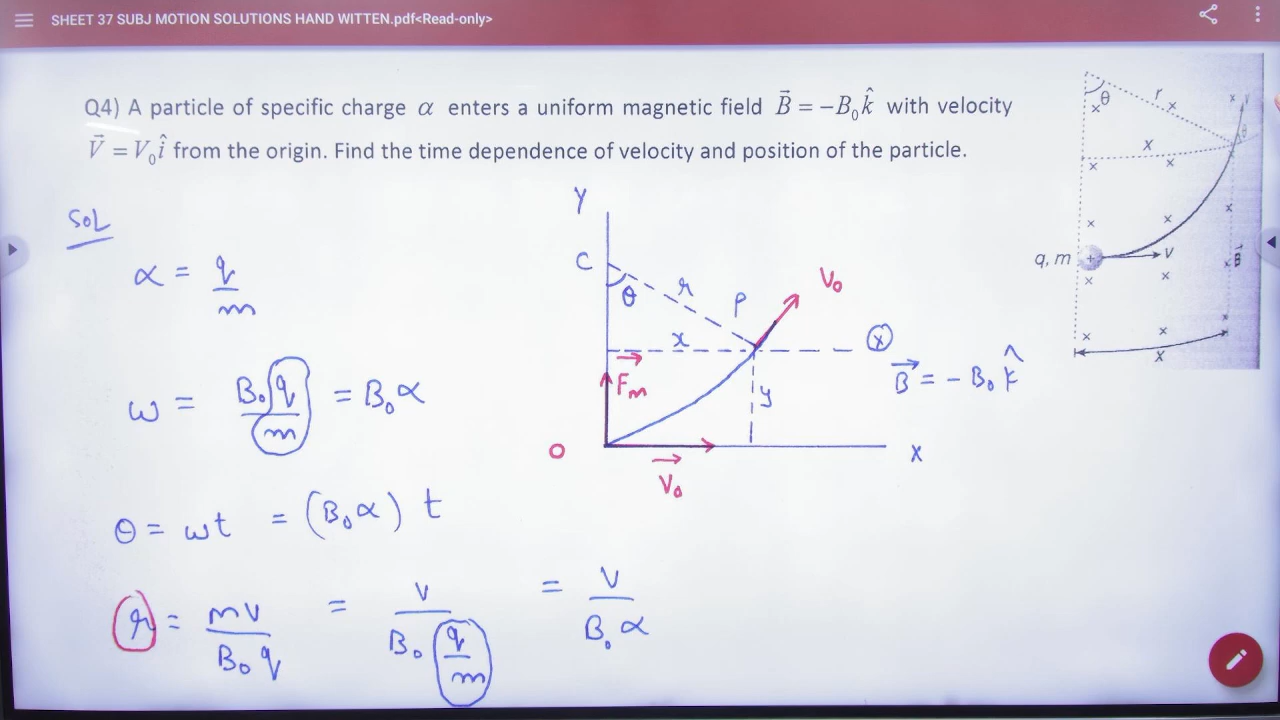 SHEET 37 SUBJ MOTION SOLUTIONS HAND WITTEN.pdf<Read-only>
Q4) A particle of specific charge α enters a uniform magnetic field B⃗ = −B₀k̂ with velocity
V⃗ = V₀î from the origin. Find the time dependence of velocity and position of the particle.
SOL
α = q/m
ω = B₀q/m = B₀α
θ = ωt = (B₀α) t
r = mv/B₀q = v/(B₀ q/m) = v/B₀α
Y
C
θ
r
P
V₀
x
ⓧ
B⃗ = − B₀ k̂
F⃗m
y
O
V⃗₀
X
θ
r
v
θ
x
q, m
+
v
B⃗
x